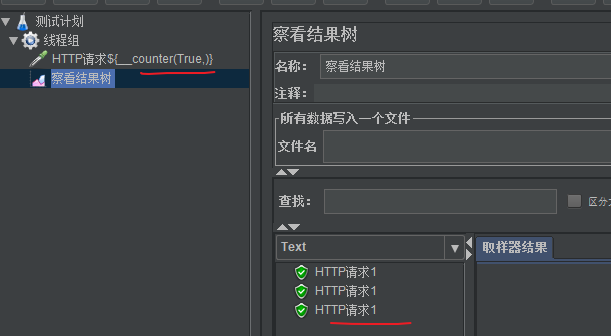 测试计划
线程组
HTTP请求${__counter(True,)}
察看结果树
察看结果树
名称： 察看结果树
注释：
所有数据写入一个文件
文件名
查找： 区分
Text 取样器结果
HTTP请求1
HTTP请求1
HTTP请求1